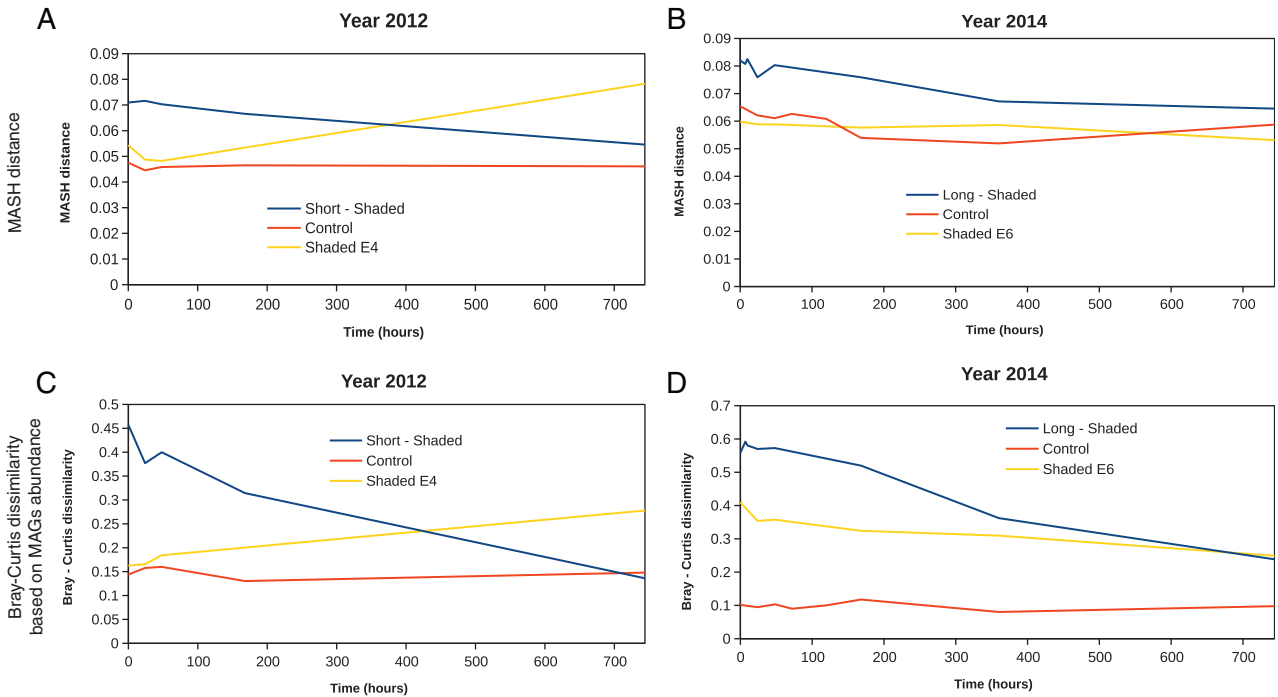 A
Year 2012
MASH distance
MASH distance
0.09
0.08
0.07
0.06
0.05
0.04
0.03
0.02
0.01
0
Short - Shaded
Control
Shaded E4
0 100 200 300 400 500 600 700
Time (hours)
B
Year 2014
MASH distance
0.09
0.08
0.07
0.06
0.05
0.04
0.03
0.02
0.01
0
Long - Shaded
Control
Shaded E6
0 100 200 300 400 500 600 700
Time (hours)
C
Year 2012
Bray-Curtis dissimilarity
based on MAGs abundance
Bray - Curtis dissimilarity
0.5
0.45
0.4
0.35
0.3
0.25
0.2
0.15
0.1
0.05
0
Short - Shaded
Control
Shaded E4
0 100 200 300 400 500 600 700
Time (hours)
D
Year 2014
Bray - Curtis dissimilarity
0.7
0.6
0.5
0.4
0.3
0.2
0.1
0
Long - Shaded
Control
Shaded E6
0 100 200 300 400 500 600 700
Time (hours)